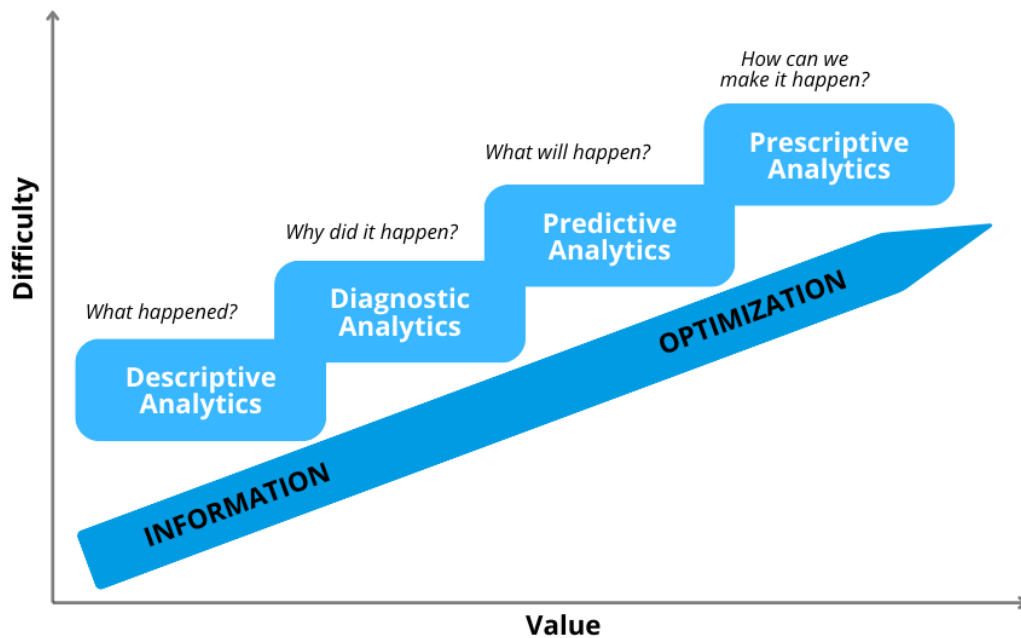 How can we
make it happen?
Prescriptive
Analytics
What will happen?
Predictive
Analytics
Why did it happen?
Diagnostic
Analytics
What happened?
Descriptive
Analytics
OPTIMIZATION
INFORMATION
Difficulty
Value